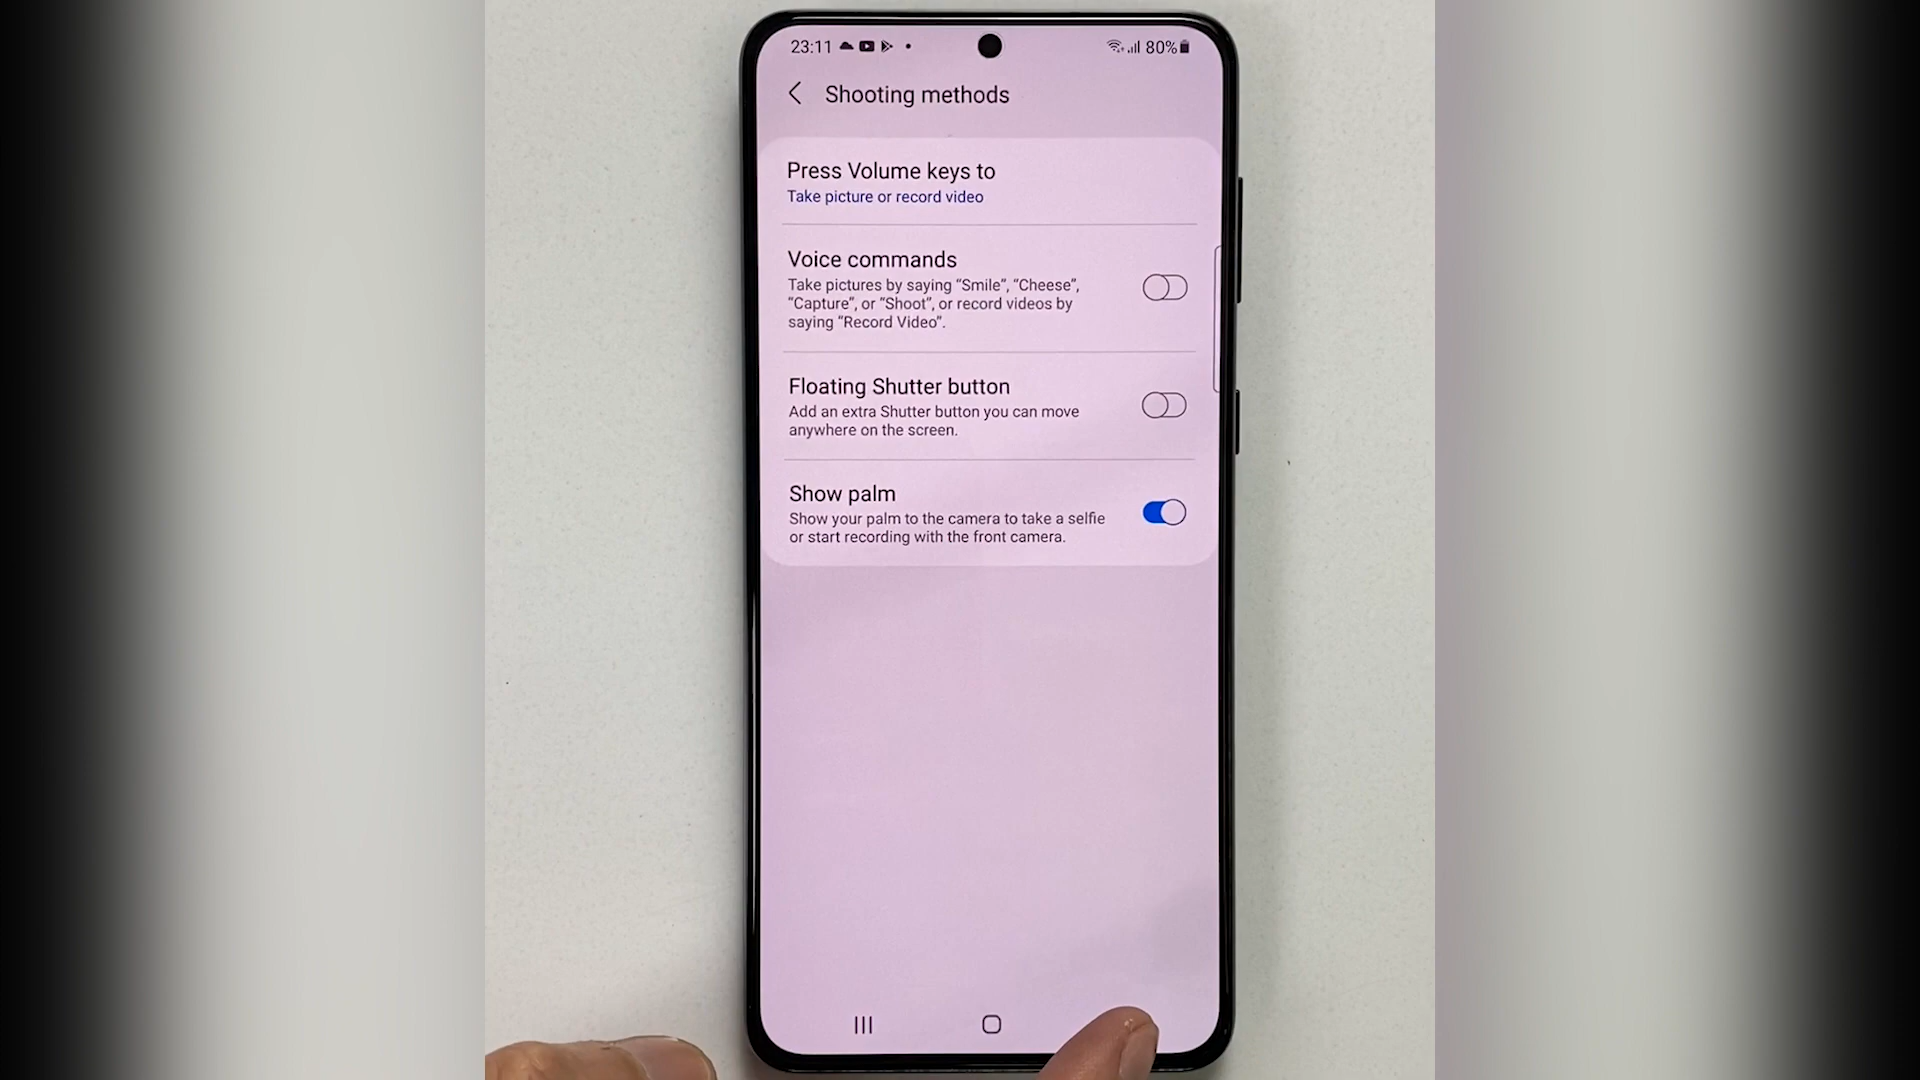 23:11
80%
Shooting methods
Press Volume keys to
Take picture or record video
Voice commands
Take pictures by saying “Smile”, “Cheese”,
“Capture”, or “Shoot”, or record videos by
saying “Record Video”.
Floating Shutter button
Add an extra Shutter button you can move
anywhere on the screen.
Show palm
Show your palm to the camera to take a selfie
or start recording with the front camera.